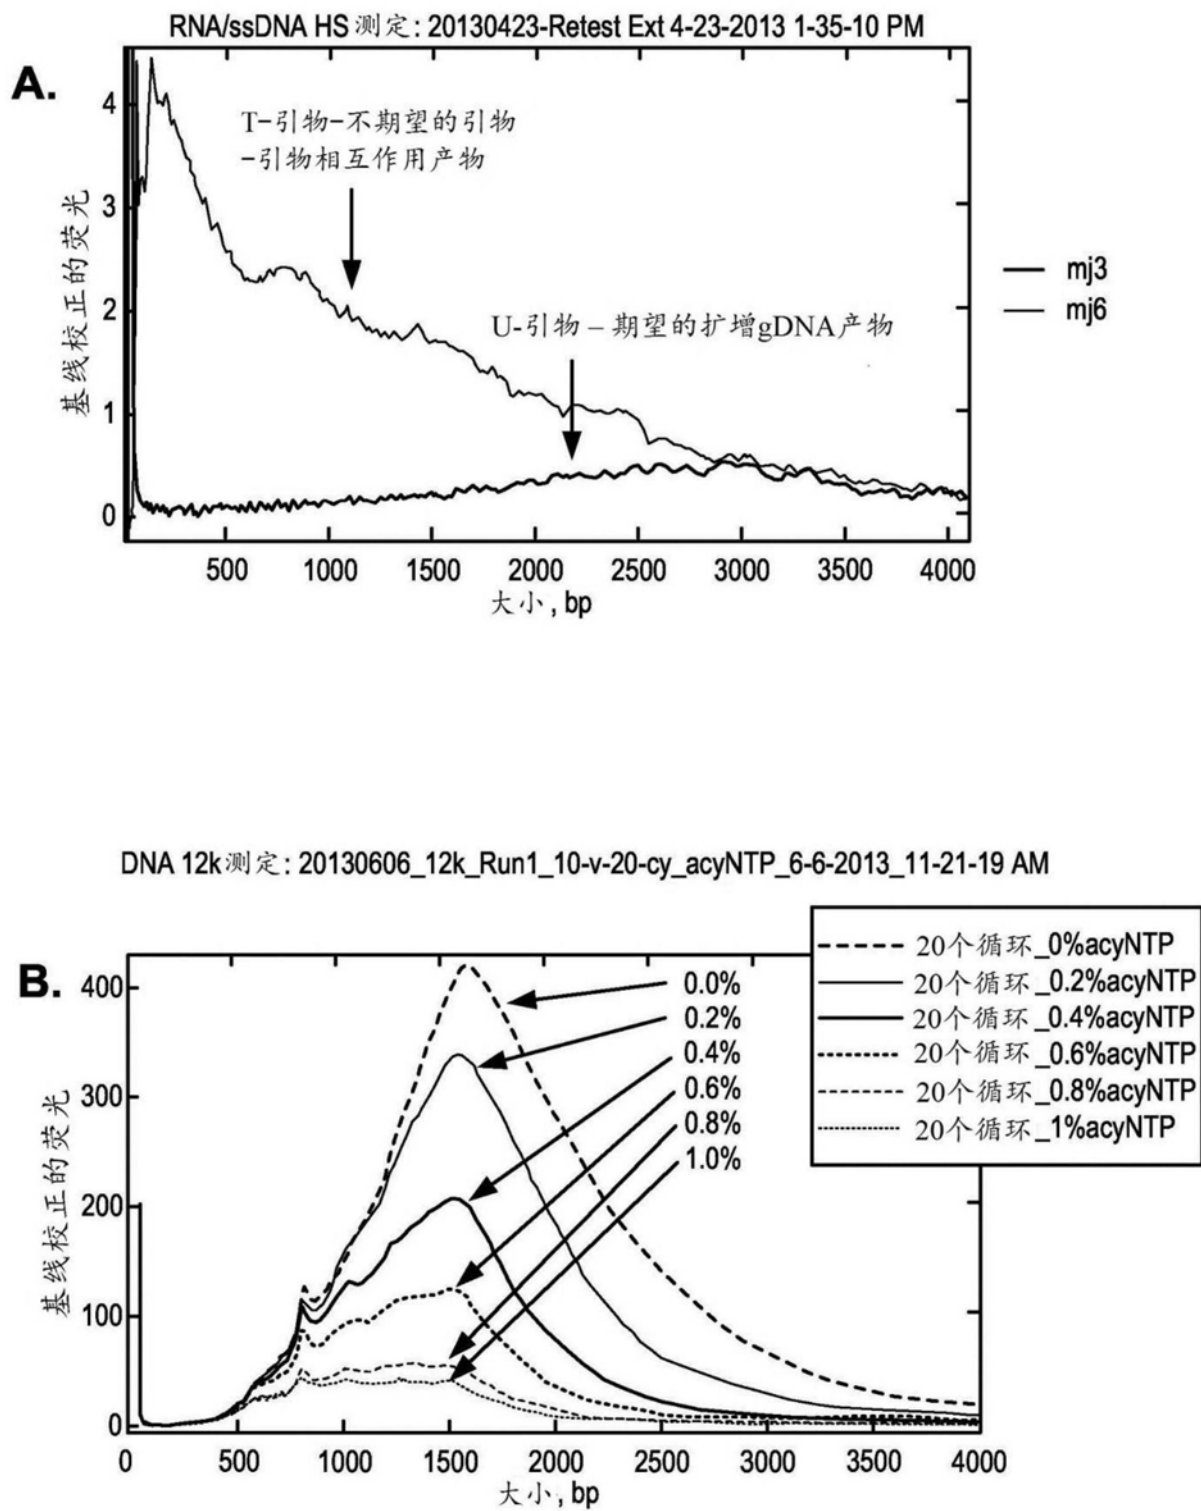 RNA/ssDNA HS 测定: 20130423-Retest Ext 4-23-2013 1-35-10 PM
A.
T-引物-不期望的引物
-引物相互作用产物
U-引物 – 期望的扩增gDNA产物
mj3
mj6
基线校正的荧光
4
3
2
1
0
500 1000 1500 2000 2500 3000 3500 4000
大小, bp
DNA 12k测定: 20130606_12k_Run1_10-v-20-cy_acyNTP_6-6-2013_11-21-19 AM
B.
20个循环_0%acyNTP
20个循环_0.2%acyNTP
20个循环_0.4%acyNTP
20个循环_0.6%acyNTP
20个循环_0.8%acyNTP
20个循环_1%acyNTP
0.0%
0.2%
0.4%
0.6%
0.8%
1.0%
基线校正的荧光
400
300
200
100
0
0 500 1000 1500 2000 2500 3000 3500 4000
大小, bp